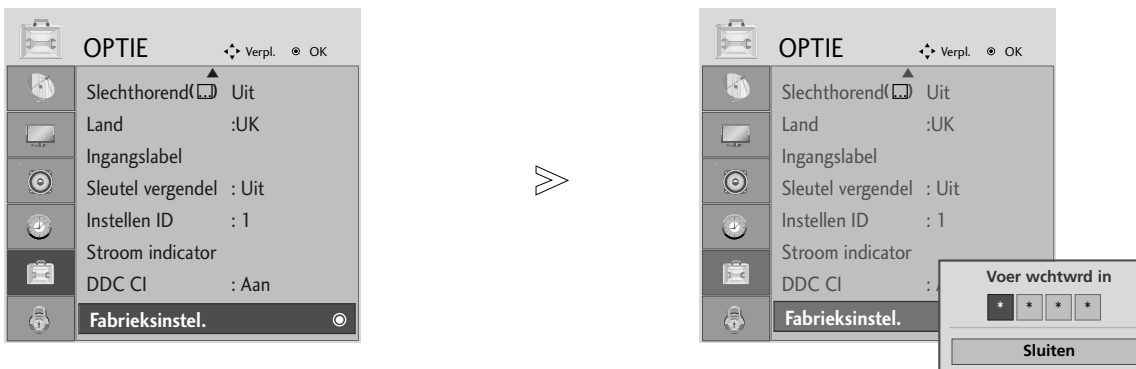 OPTIE Verpl. OK
Slechthorend( ) Uit
Land :UK
Ingangslabel
Sleutel vergendel : Uit
Instellen ID : 1
Stroom indicator
DDC CI : Aan
Fabrieksinstel.
OPTIE Verpl. OK
Slechthorend( ) Uit
Land :UK
Ingangslabel
Sleutel vergendel : Uit
Instellen ID : 1
Stroom indicator
DDC CI :
Fabrieksinstel.
Voer wchtwrd in
* * * *
Sluiten